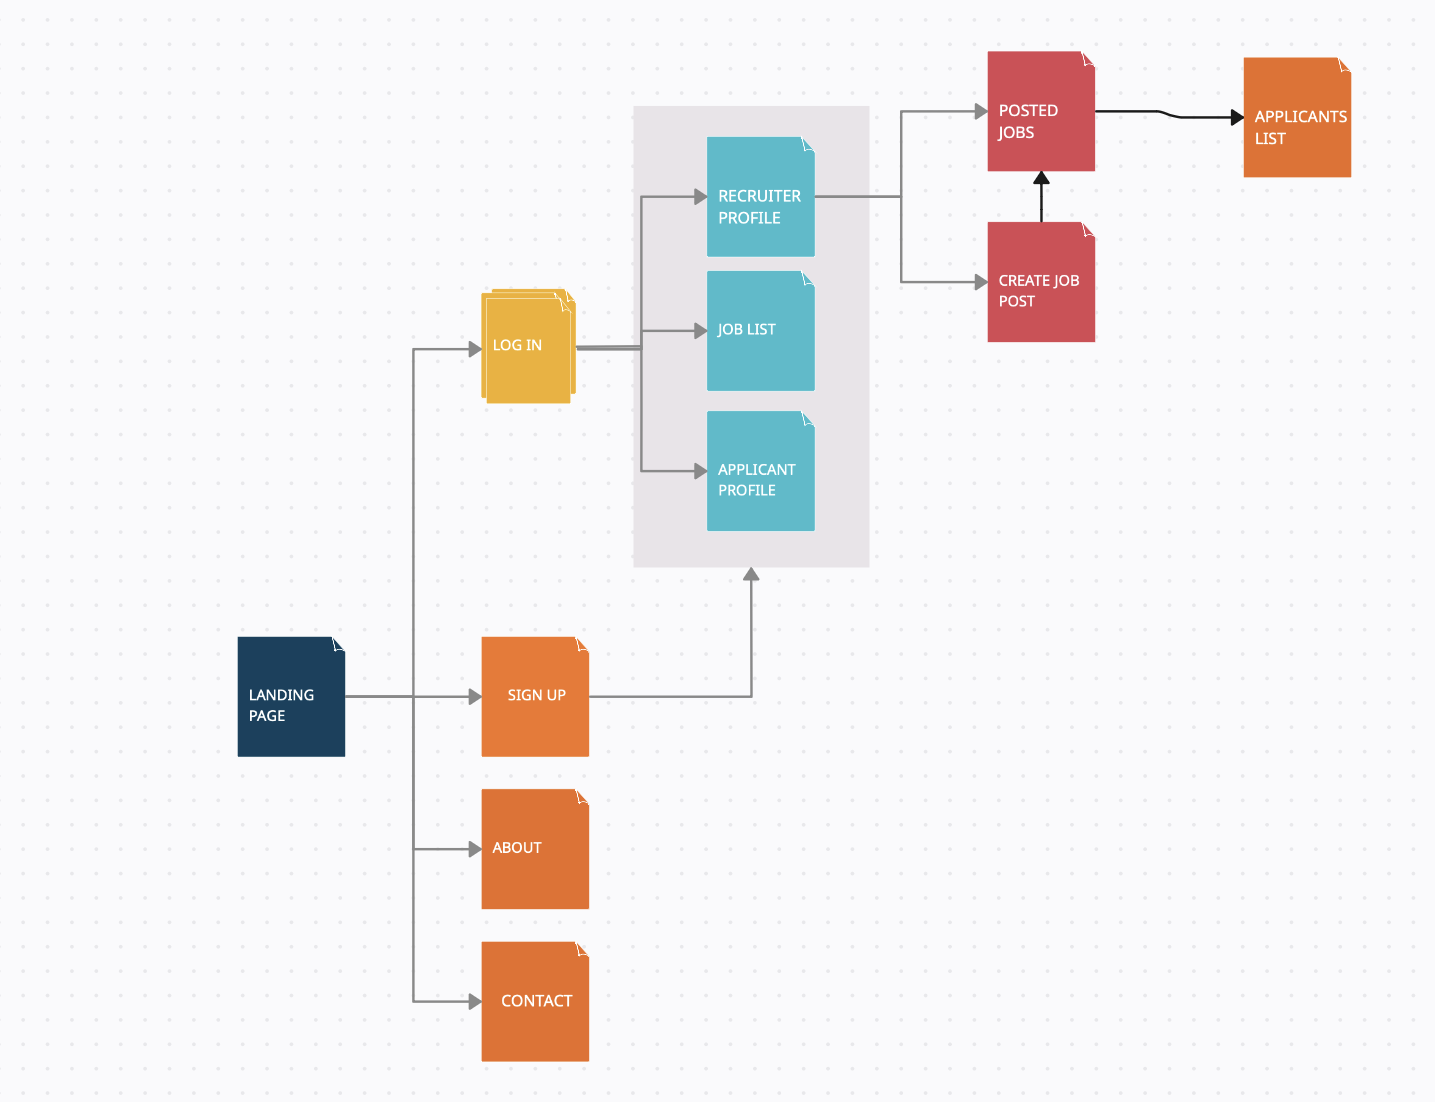 POSTED
JOBS
APPLICANTS
LIST
RECRUITER
PROFILE
CREATE JOB
POST
JOB LIST
LOG IN
APPLICANT
PROFILE
LANDING
PAGE
SIGN UP
ABOUT
CONTACT